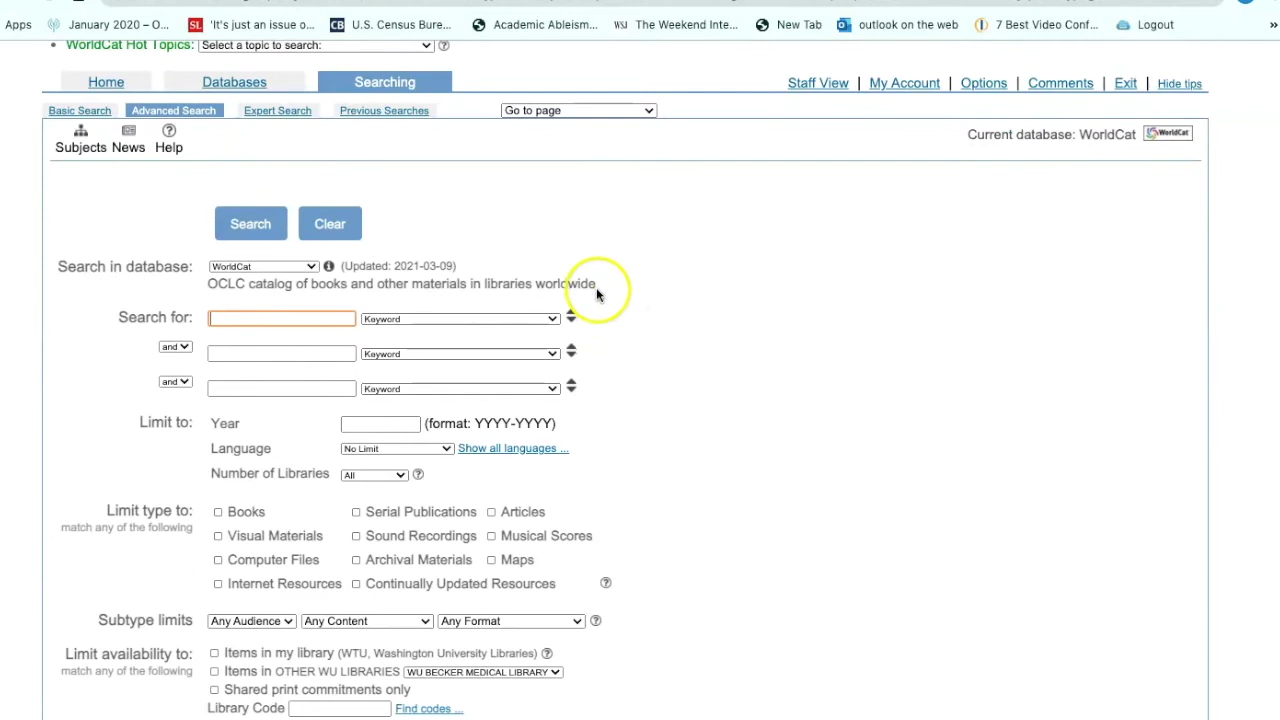 Apps January 2020 – O... SL 'It's just an issue o... CB U.S. Census Bure... Academic Ableism... WSJ The Weekend Inte... New Tab outlook on the web 7 Best Video Conf... Logout »
WorldCat Hot Topics: Select a topic to search:
Home Databases Searching Staff View | My Account | Options | Comments | Exit | Hide tips
Basic Search Advanced Search Expert Search Previous Searches Go to page
Subjects News Help Current database: WorldCat WorldCat
Search Clear
Search in database: WorldCat (Updated: 2021-03-09)
OCLC catalog of books and other materials in libraries worldwide
Search for: Keyword
and Keyword
and Keyword
Limit to: Year (format: YYYY-YYYY)
Language No Limit Show all languages ...
Number of Libraries All
Limit type to: Books Serial Publications Articles
match any of the following
Visual Materials Sound Recordings Musical Scores
Computer Files Archival Materials Maps
Internet Resources Continually Updated Resources
Subtype limits Any Audience Any Content Any Format
Limit availability to: Items in my library (WTU, Washington University Libraries)
match any of the following Items in OTHER WU LIBRARIES WU BECKER MEDICAL LIBRARY
Shared print commitments only
Library Code Find codes ...